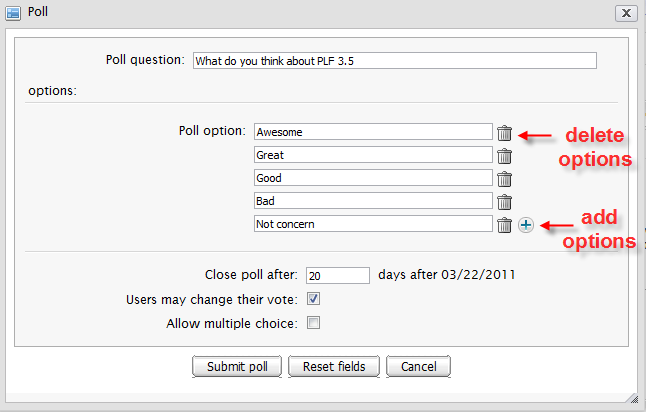 Poll
Poll question: What do you think about PLF 3.5
options:
Poll option: Awesome
delete options
Great
Good
Bad
Not concern
add options
Close poll after: 20 days after 03/22/2011
Users may change their vote:
Allow multiple choice:
Submit poll Reset fields Cancel